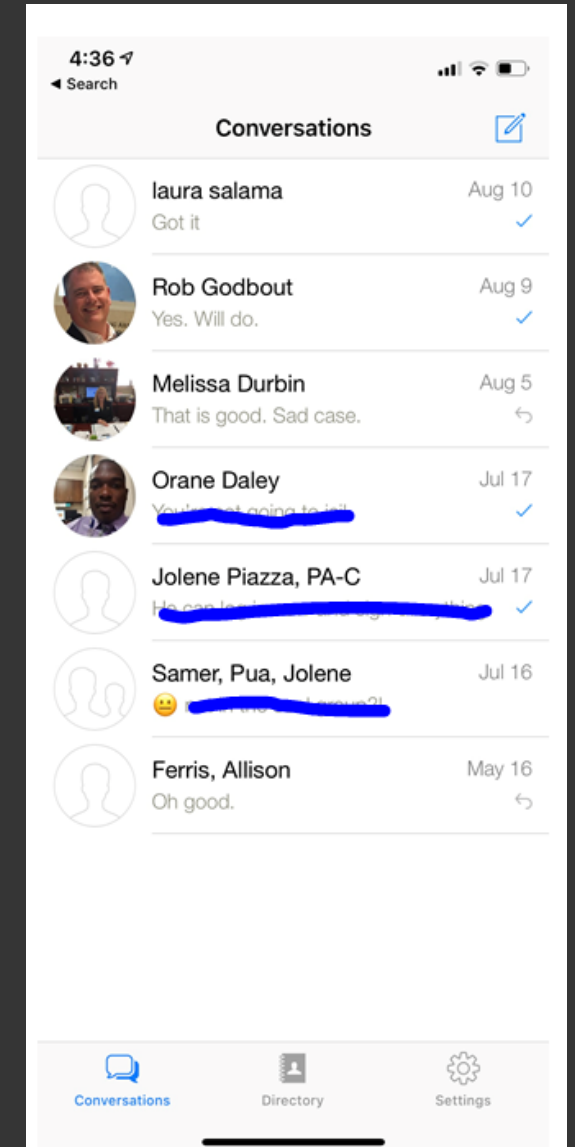 4:36
Search
Conversations
laura salama
Aug 10
Got it
Rob Godbout
Aug 9
Yes. Will do.
Melissa Durbin
Aug 5
That is good. Sad case.
Orane Daley
Jul 17
Jolene Piazza, PA-C
Jul 17
Samer, Pua, Jolene
Jul 16
😐
Ferris, Allison
May 16
Oh good.
Conversations
Directory
Settings